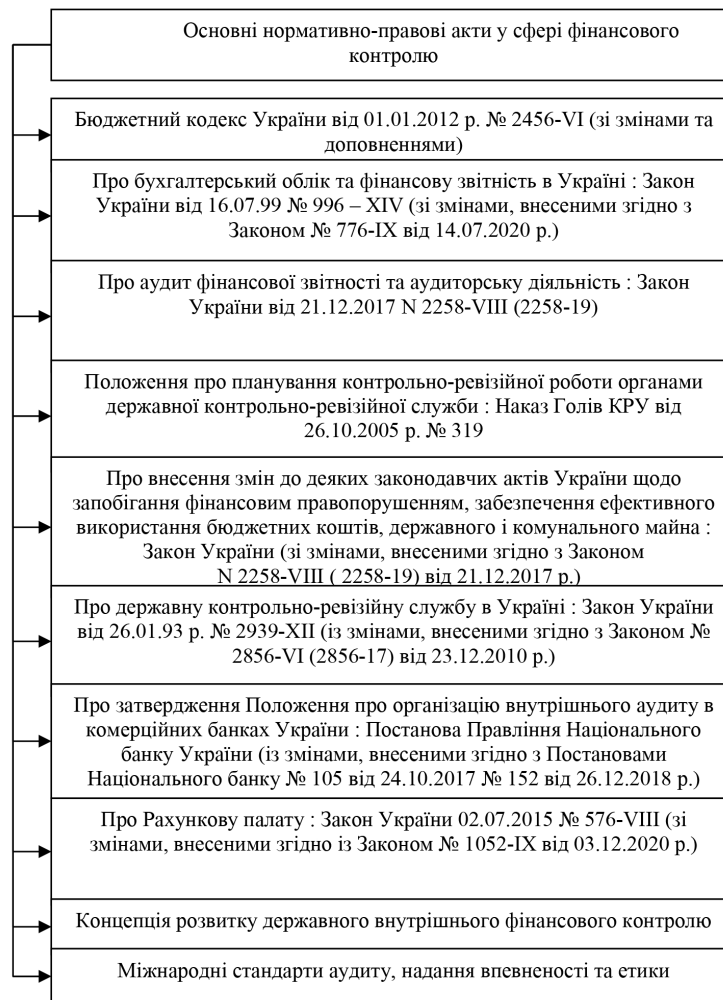 Основні нормативно-правові акти у сфері фінансового
контролю
Бюджетний кодекс України від 01.01.2012 р. № 2456-VI (зі змінами та
доповненнями)
Про бухгалтерський облік та фінансову звітність в Україні : Закон
України від 16.07.99 № 996 – XIV (зі змінами, внесеними згідно з
Законом № 776-IX від 14.07.2020 р.)
Про аудит фінансової звітності та аудиторську діяльність : Закон
України від 21.12.2017 N 2258-VIII (2258-19)
Положення про планування контрольно-ревізійної роботи органами
державної контрольно-ревізійної служби : Наказ Голів КРУ від
26.10.2005 р. № 319
Про внесення змін до деяких законодавчих актів України щодо
запобігання фінансовим правопорушенням, забезпечення ефективного
використання бюджетних коштів, державного і комунального майна :
Закон України (зі змінами, внесеними згідно з Законом
N 2258-VIII ( 2258-19) від 21.12.2017 р.)
Про державну контрольно-ревізійну службу в Україні : Закон України
від 26.01.93 р. № 2939-XII (із змінами, внесеними згідно з Законом №
2856-VI (2856-17) від 23.12.2010 р.)
Про затвердження Положення про організацію внутрішнього аудиту в
комерційних банках України : Постанова Правління Національного
банку України (із змінами, внесеними згідно з Постановами
Національного банку № 105 від 24.10.2017 № 152 від 26.12.2018 р.)
Про Рахункову палату : Закон України 02.07.2015 № 576-VIII (зі
змінами, внесеними згідно із Законом № 1052-IX від 03.12.2020 р.)
Концепція розвитку державного внутрішнього фінансового контролю
Міжнародні стандарти аудиту, надання впевненості та етики